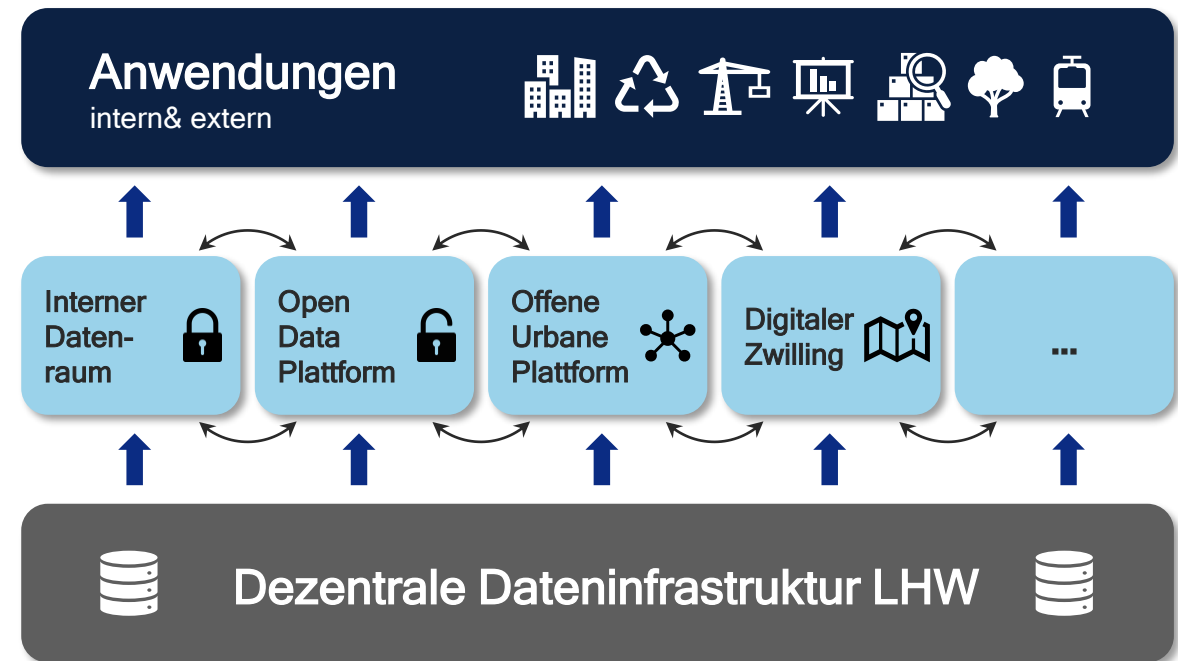 Anwendungen
intern& extern
Interner
Daten-
raum
Open
Data
Plattform
Offene
Urbane
Plattform
Digitaler
Zwilling
...
Dezentrale Dateninfrastruktur LHW